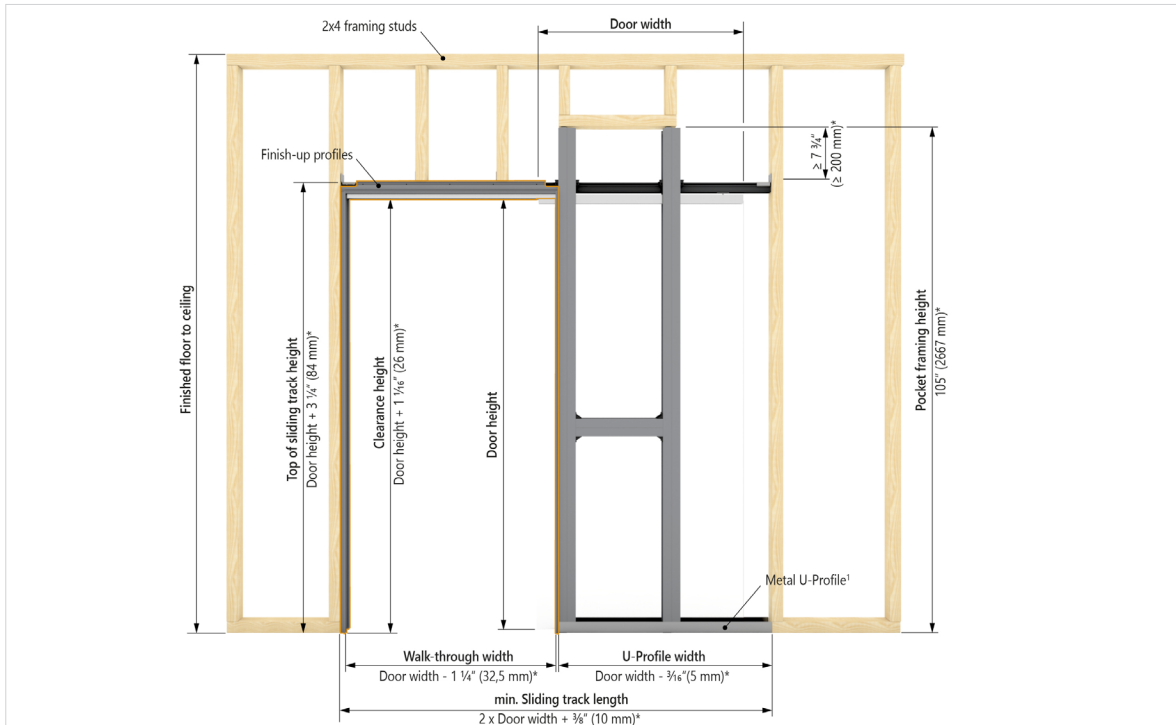 Door width
2x4 framing studs
Finish-up profiles
≥ 7 ¾“
(≥ 200 mm)*
Finished floor to ceiling
Top of sliding track height
Door height + 3 ¼“ (84 mm)*
Clearance height
Door height + 1 ¹⁄₁₆“ (26 mm)*
Door height
Pocket framing height
105“ (2667 mm)*
Metal U-Profile¹
Walk-through width
Door width - 1 ¼“ (32,5 mm)*
U-Profile width
Door width - ³⁄₁₆“(5 mm)*
min. Sliding track length
2 x Door width + ⅜“ (10 mm)*